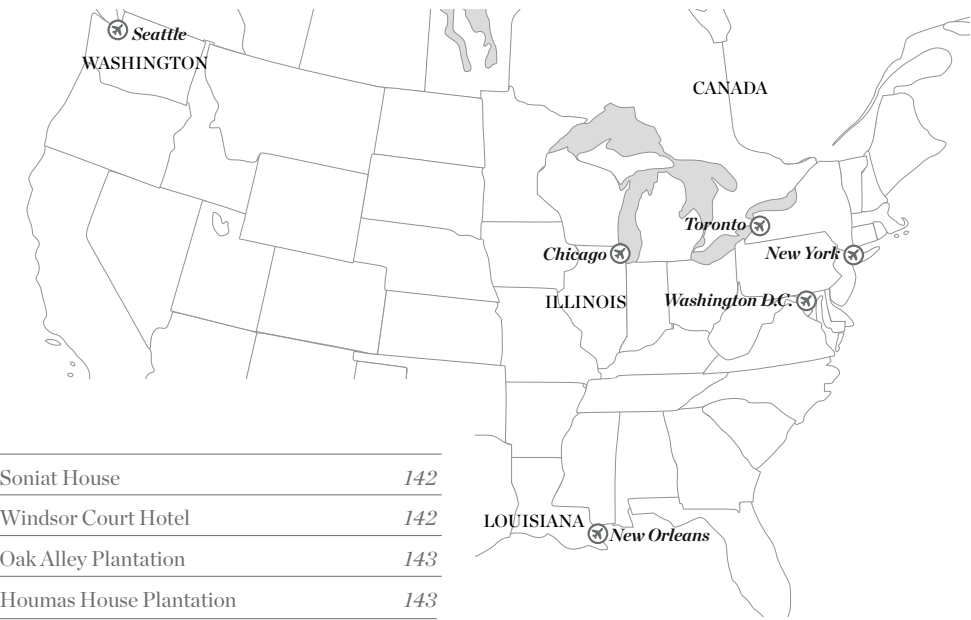 Seattle
WASHINGTON
CANADA
Toronto
Chicago
New York
ILLINOIS
Washington D.C.
Soniat House 142
Windsor Court Hotel 142
LOUISIANA
New Orleans
Oak Alley Plantation 143
Houmas House Plantation 143